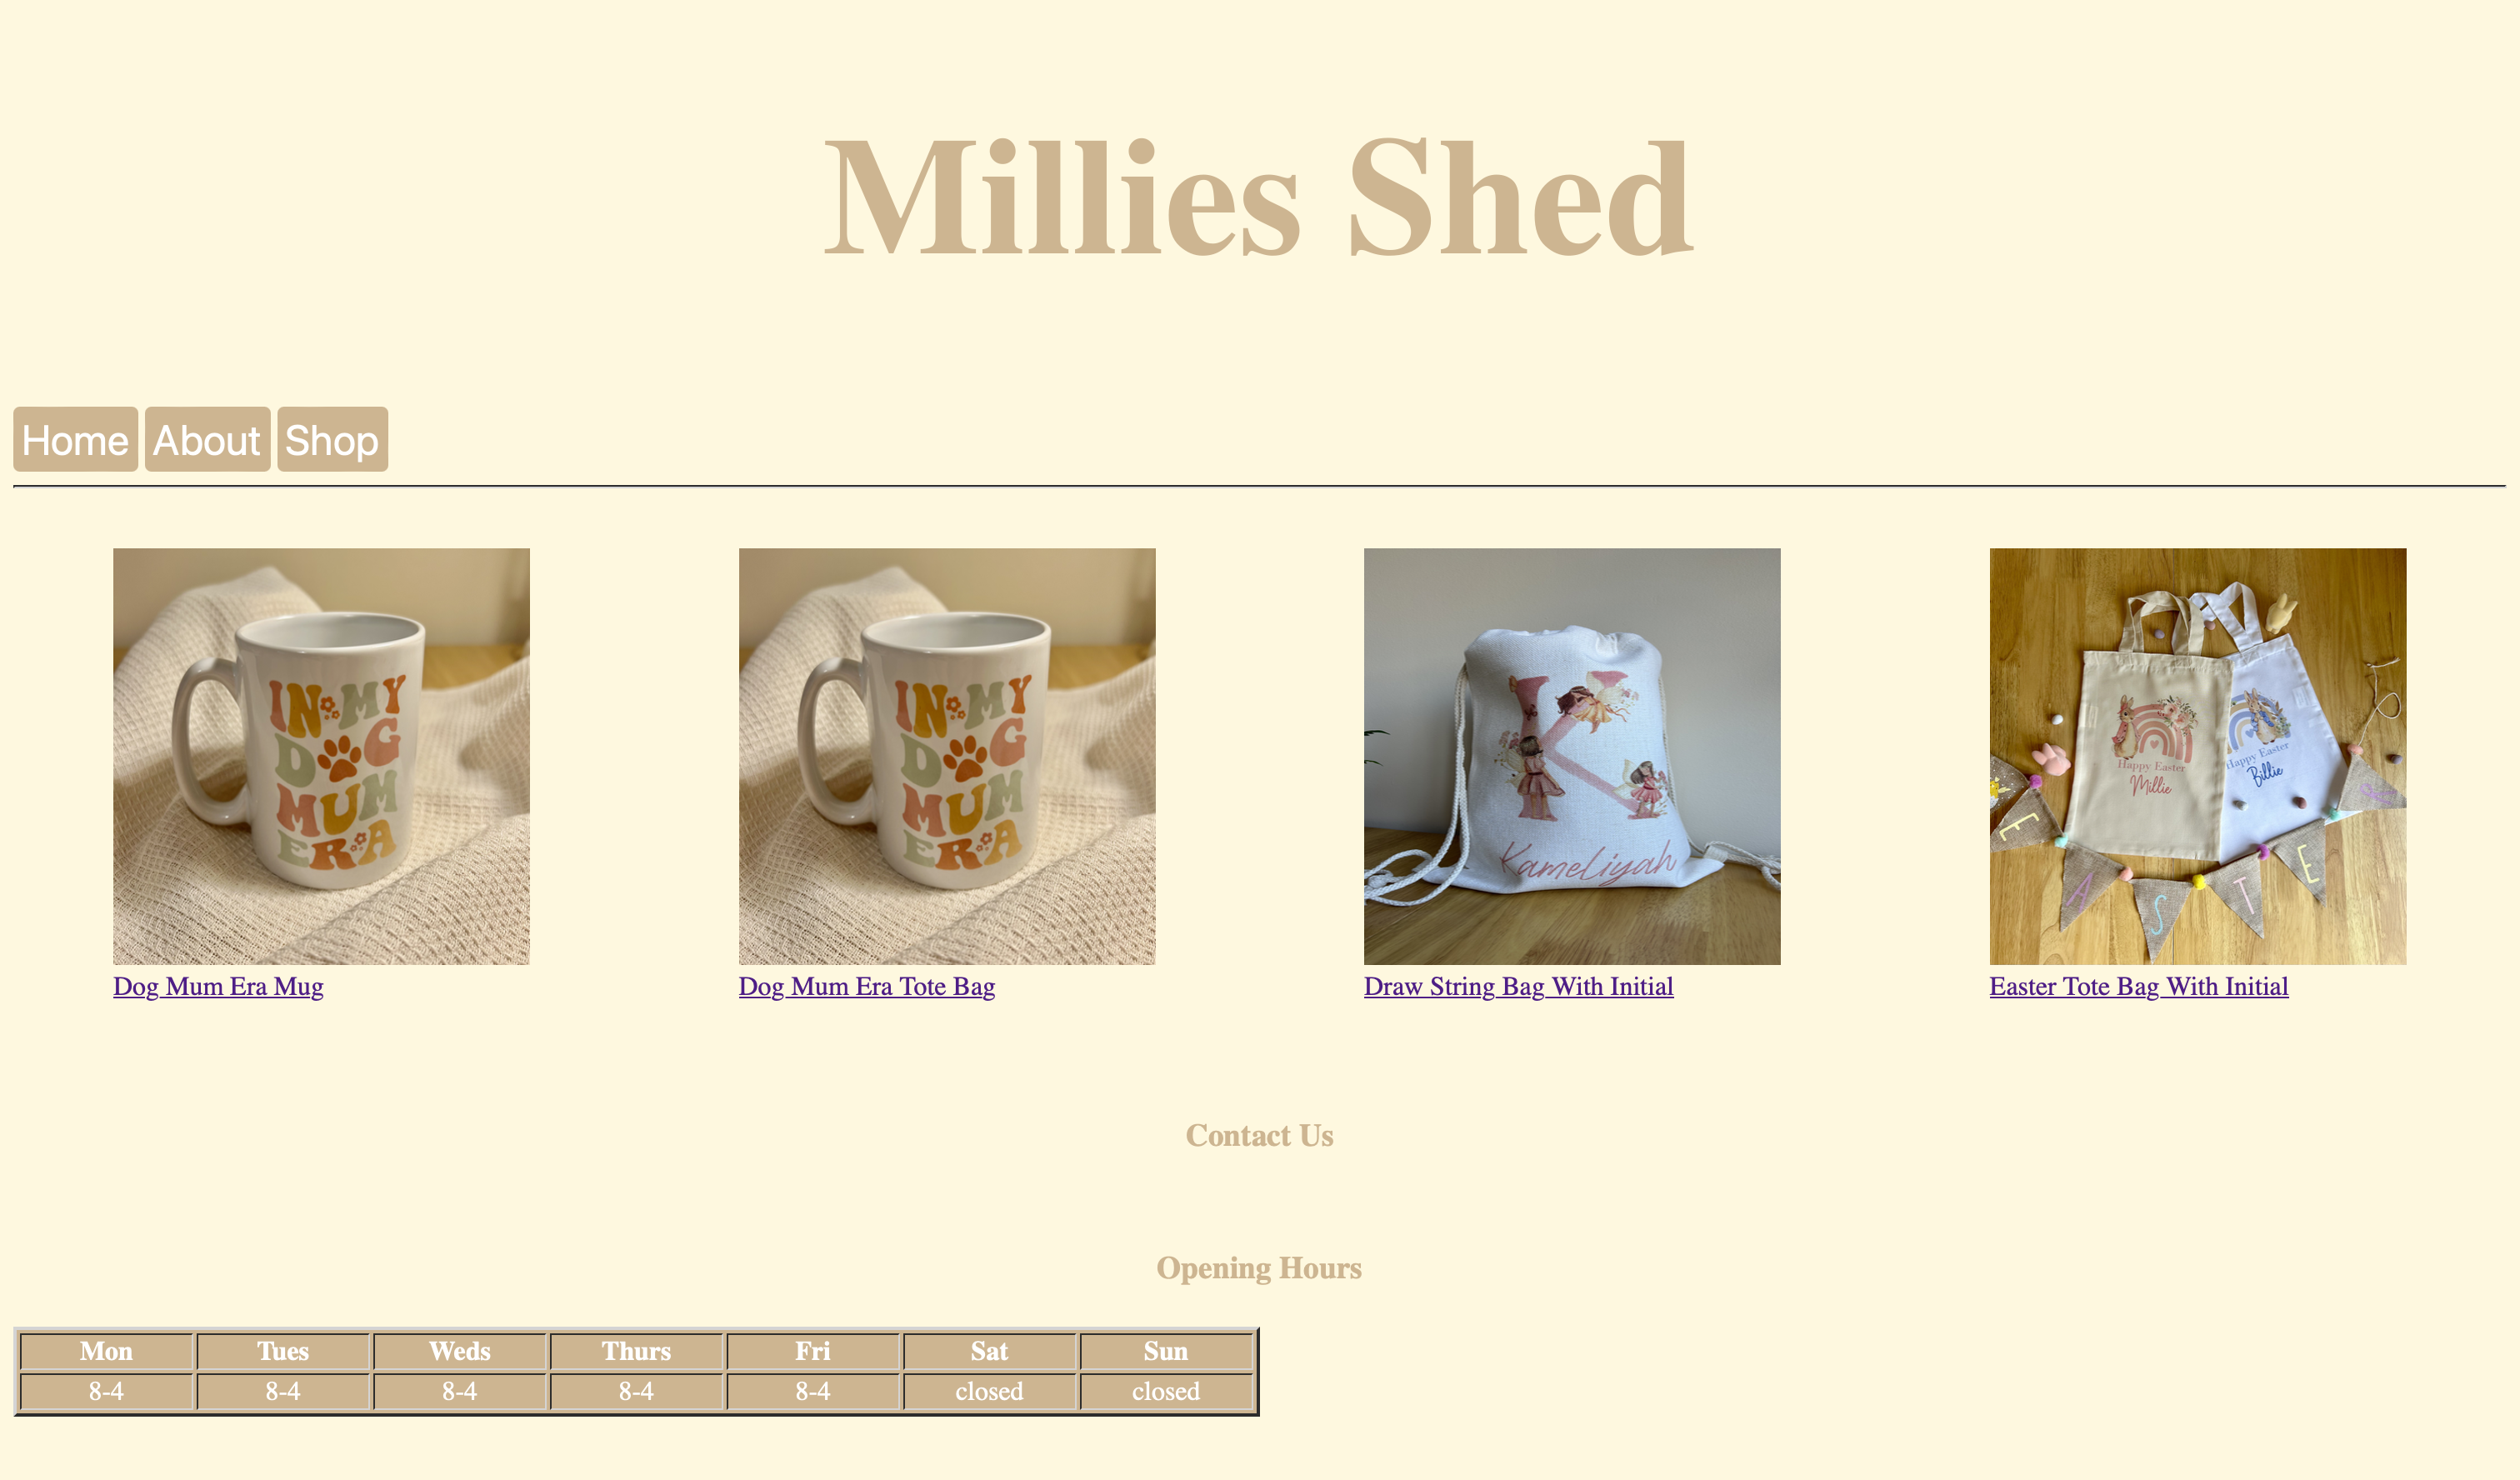 Millies Shed
Home About Shop
IN MY
DOG
MUM
ERA
IN MY
DOG
MUM
ERA
K
Kameliyah
Happy Easter
Millie
Happy Easter
Billie
E A S T E
Dog Mum Era Mug
Dog Mum Era Tote Bag
Draw String Bag With Initial
Easter Tote Bag With Initial
Contact Us
Opening Hours
Mon Tues Weds Thurs Fri Sat Sun
8-4 8-4 8-4 8-4 8-4 closed closed